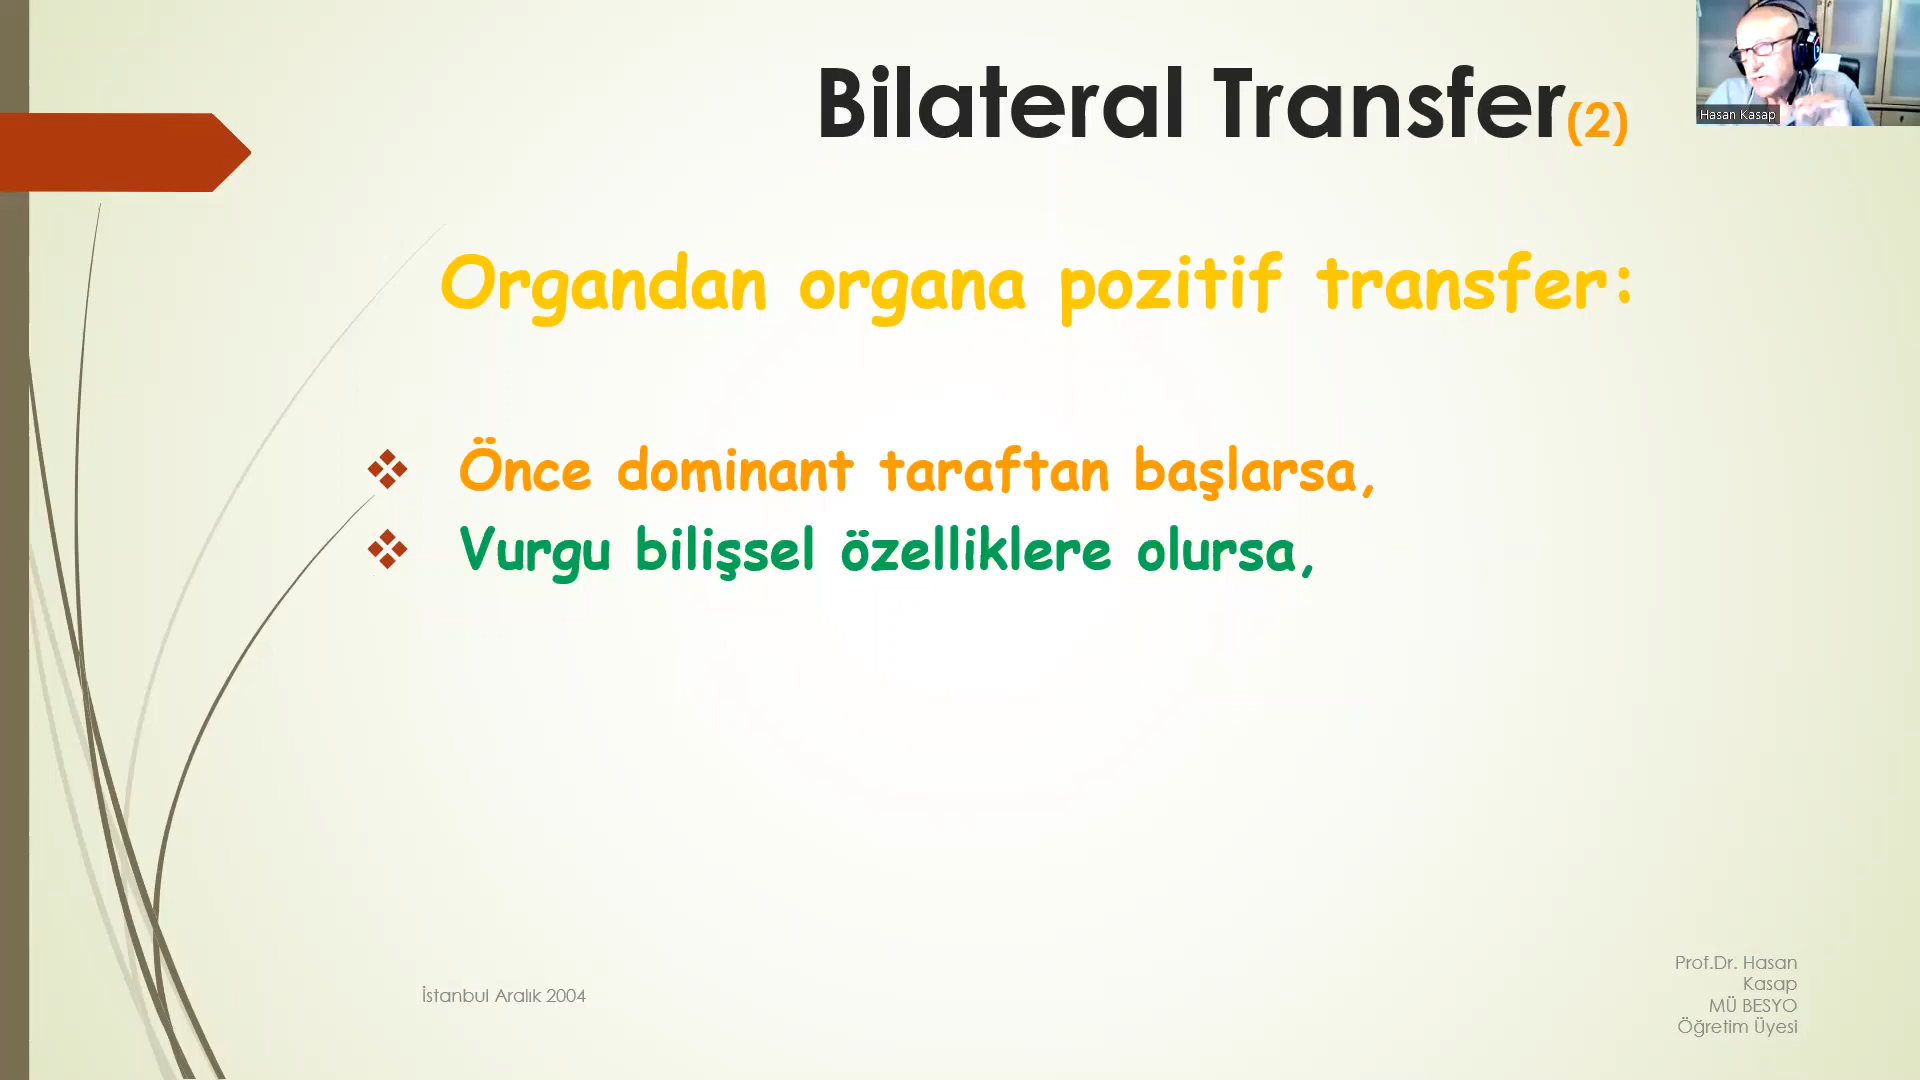 Bilateral Transfer(2)
Hasan Kasap
Organdan organa pozitif transfer:
Önce dominant taraftan başlarsa,
Vurgu bilişsel özelliklere olursa,
İstanbul Aralık 2004
Prof.Dr. Hasan
Kasap
MÜ BESYO
Öğretim Üyesi